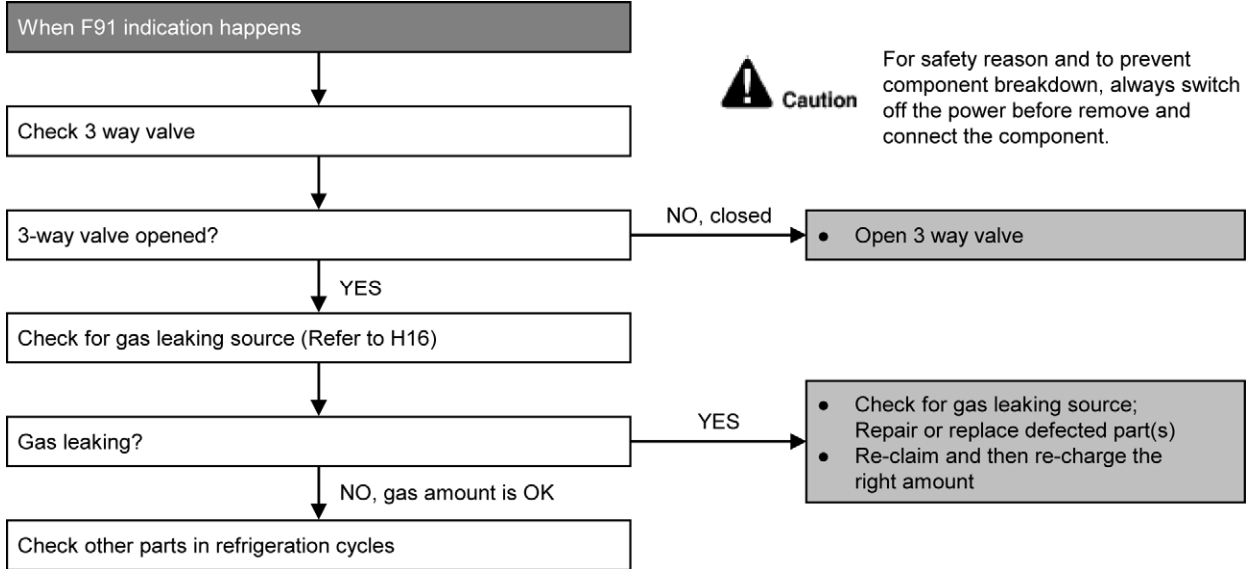 When F91 indication happens
Caution
For safety reason and to prevent
component breakdown, always switch
off the power before remove and
connect the component.
Check 3 way valve
3-way valve opened?
NO, closed
● Open 3 way valve
YES
Check for gas leaking source (Refer to H16)
Gas leaking?
YES
● Check for gas leaking source;
Repair or replace defected part(s)
● Re-claim and then re-charge the
right amount
NO, gas amount is OK
Check other parts in refrigeration cycles